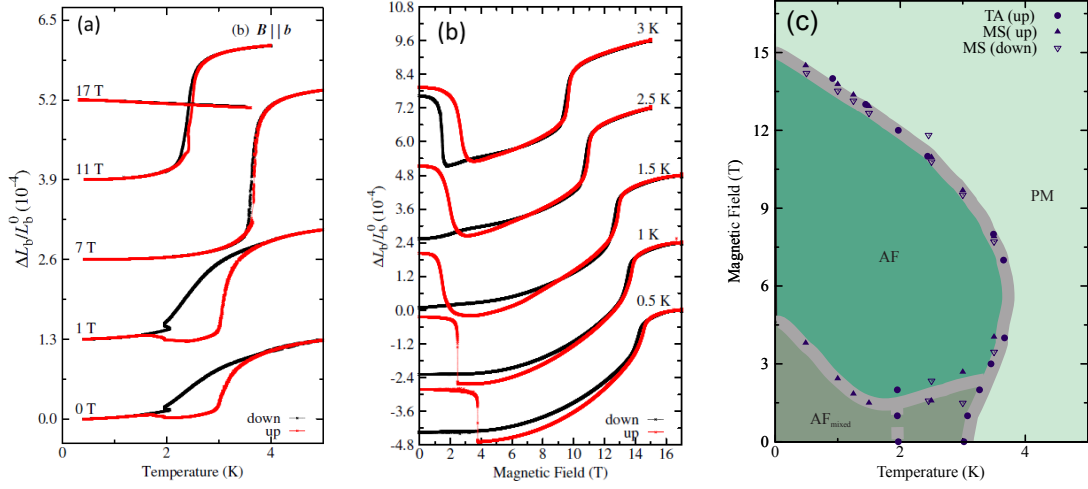 (a)
(b) B||b
17 T
11 T
7 T
1 T
0 T
down
up
6.5
5.2
3.9
2.6
1.3
0.0
0 2 4
Temperature (K)
ΔL_b/L_b^0 (10^-4)
(b)
3 K
2.5 K
1.5 K
1 K
0.5 K
down
up
10.8
9.6
8.4
7.2
6.0
4.8
3.6
2.4
1.2
0.0
-1.2
-2.4
-3.6
-4.8
0 2 4 6 8 10 12 14 16
Magnetic Field (T)
ΔL_b/L_b^0 (10^-4)
(c)
TA (up)
MS( up)
MS (down)
PM
AF
AF_mixed
15
12
9
6
3
0
0 2 4
Temperature (K)
Magnetic Field (T)